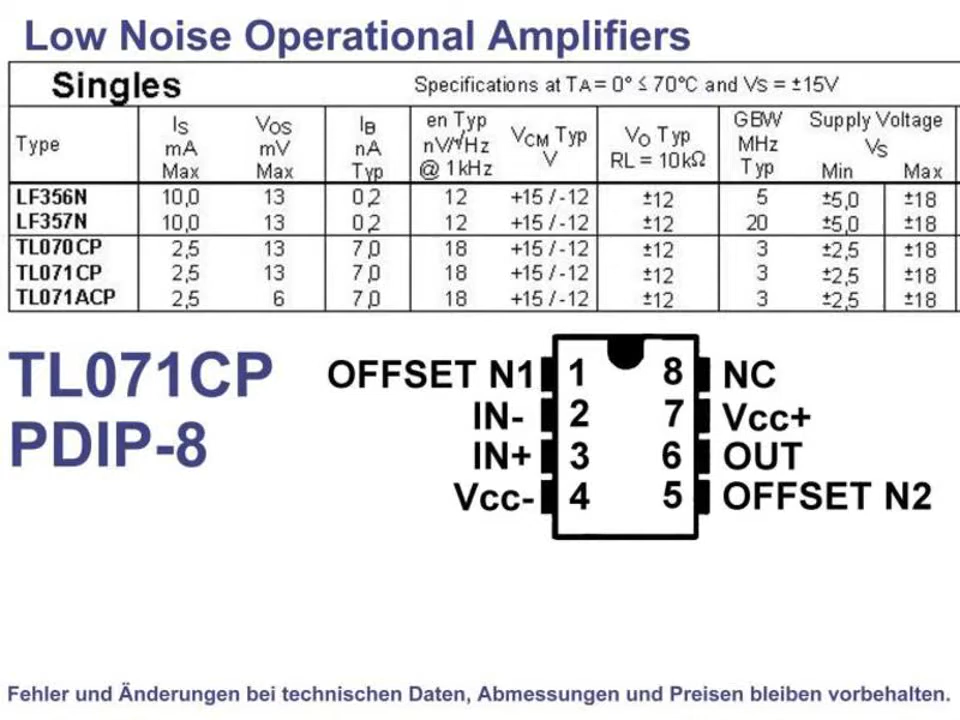 Low Noise Operational Amplifiers
Singles Specifications at TA = 0° ≤ 70°C and VS = ±15V
Type IS mA Max VOS mV Max IB nA Typ en Typ nV/√Hz @ 1kHz VCM Typ V VO Typ RL = 10kΩ GBW MHz Typ Supply Voltage VS Min Max
LF356N 10,0 13 0,2 12 +15 / -12 ±12 5 ±5,0 ±18
LF357N 10,0 13 0,2 12 +15 / -12 ±12 20 ±5,0 ±18
TL070CP 2,5 13 7,0 18 +15 / -12 ±12 3 ±2,5 ±18
TL071CP 2,5 13 7,0 18 +15 / -12 ±12 3 ±2,5 ±18
TL071ACP 2,5 6 7,0 18 +15 / -12 ±12 3 ±2,5 ±18
TL071CP
PDIP-8
OFFSET N1 1 8 NC
IN- 2 7 Vcc+
IN+ 3 6 OUT
Vcc- 4 5 OFFSET N2
Fehler und Änderungen bei technischen Daten, Abmessungen und Preisen bleiben vorbehalten.